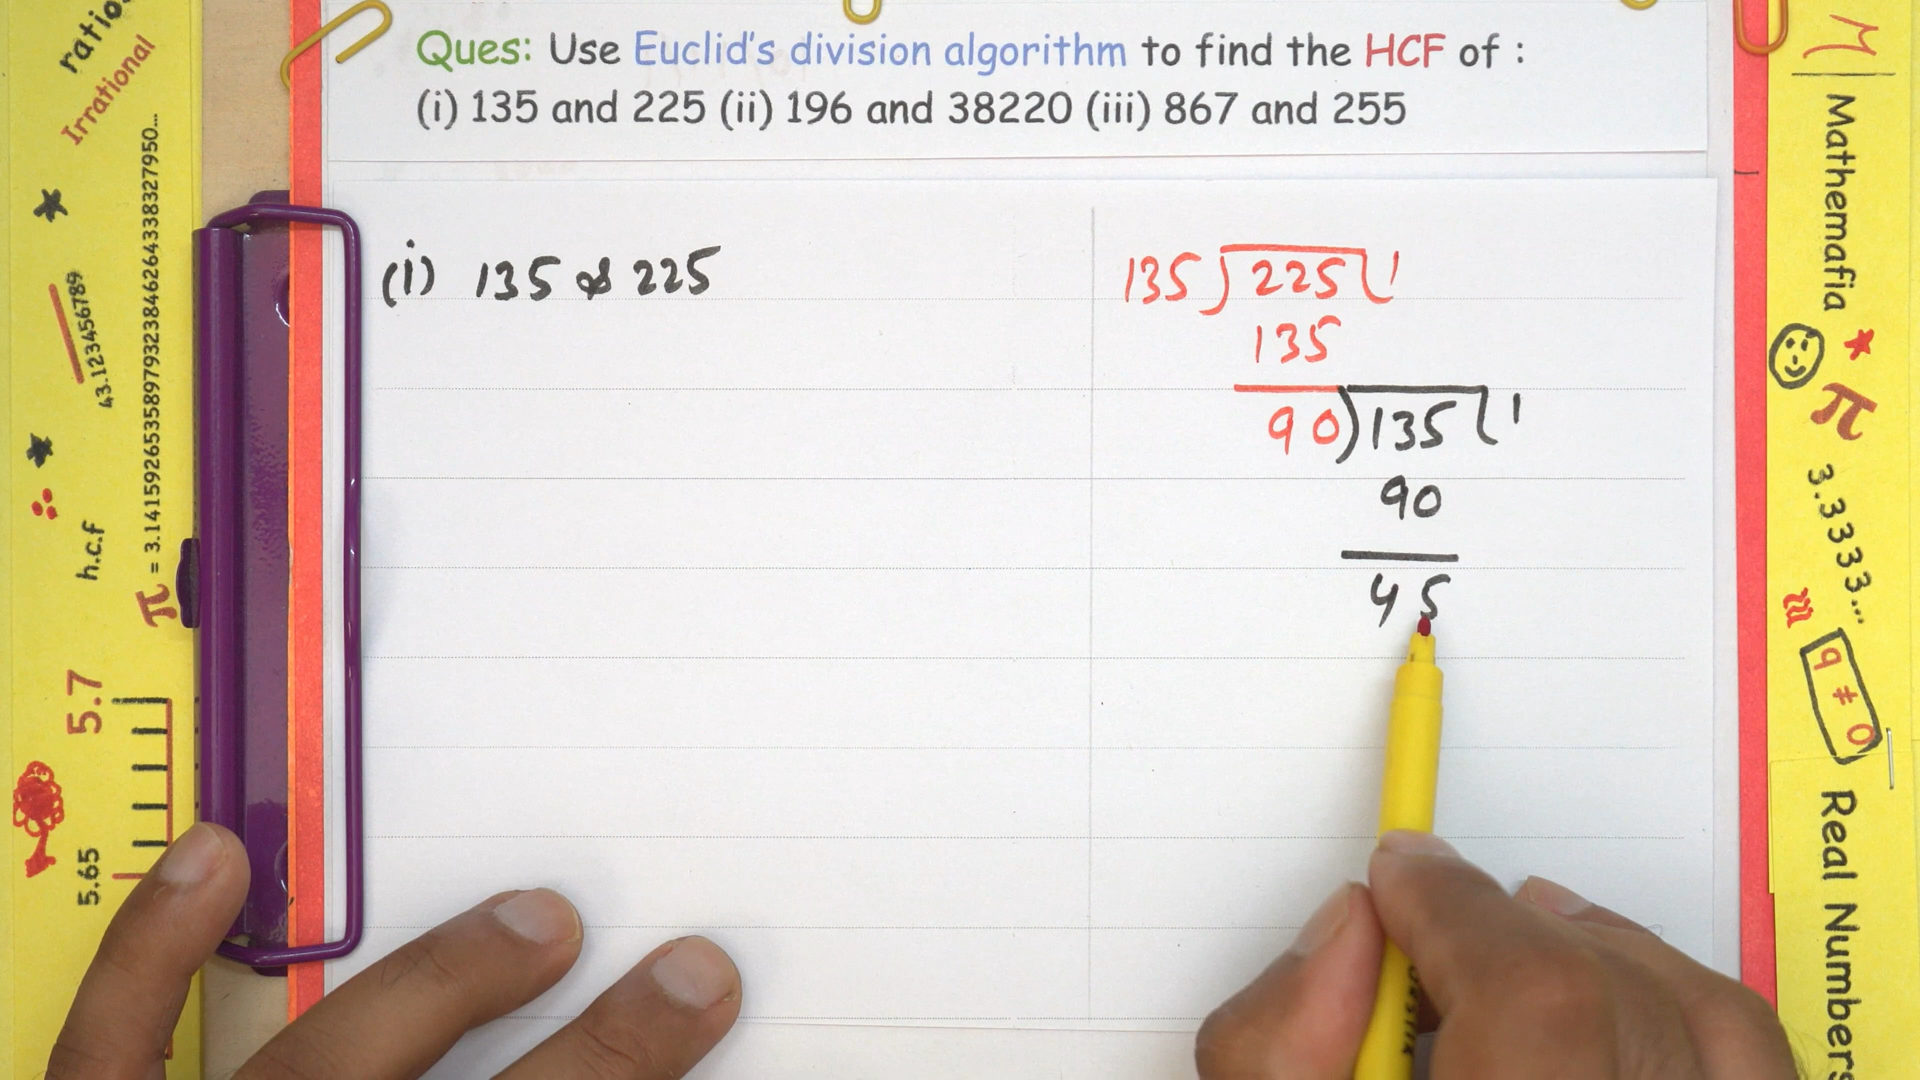 Ques: Use Euclid's division algorithm to find the HCF of :
(i) 135 and 225 (ii) 196 and 38220 (iii) 867 and 255
(i) 135 & 225
135 ) 225 ( 1
135
90 ) 135 ( 1
90
45
Irrational
43.123456789
h.c.f
π = 3.14159265358979323846264338327950...
5.7
5.65
Mathemafia
π
3.3333...
q ≠ 0
Real Numbers